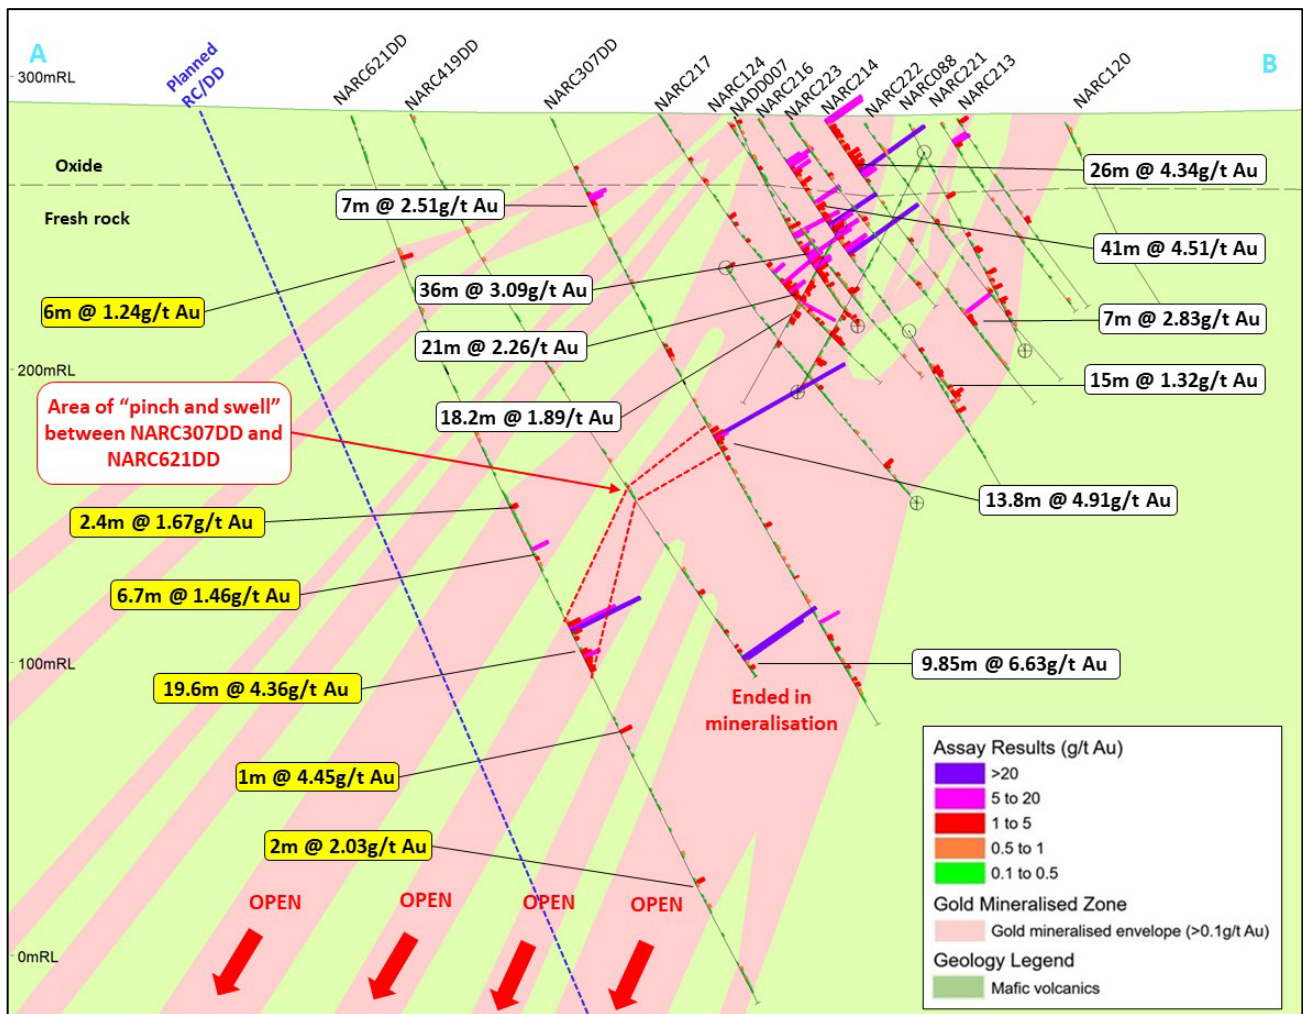 A
B
300mRL
Planned
RC/DD
NARC621DD
NARC419DD
NARC307DD
NARC217
NARC124
NADD007
NARC216
NARC223
NARC214
NARC222
NARC088
NARC221
NARC213
NARC120
Oxide
Fresh rock
26m @ 4.34g/t Au
7m @ 2.51g/t Au
41m @ 4.51/t Au
6m @ 1.24g/t Au
36m @ 3.09g/t Au
7m @ 2.83g/t Au
21m @ 2.26/t Au
200mRL
15m @ 1.32g/t Au
Area of "pinch and swell"
between NARC307DD and
NARC621DD
18.2m @ 1.89/t Au
13.8m @ 4.91g/t Au
2.4m @ 1.67g/t Au
6.7m @ 1.46g/t Au
100mRL
9.85m @ 6.63g/t Au
19.6m @ 4.36g/t Au
Ended in
mineralisation
1m @ 4.45g/t Au
2m @ 2.03g/t Au
OPEN
OPEN
OPEN
OPEN
0mRL
Assay Results (g/t Au)
>20
5 to 20
1 to 5
0.5 to 1
0.1 to 0.5
Gold Mineralised Zone
Gold mineralised envelope (>0.1g/t Au)
Geology Legend
Mafic volcanics